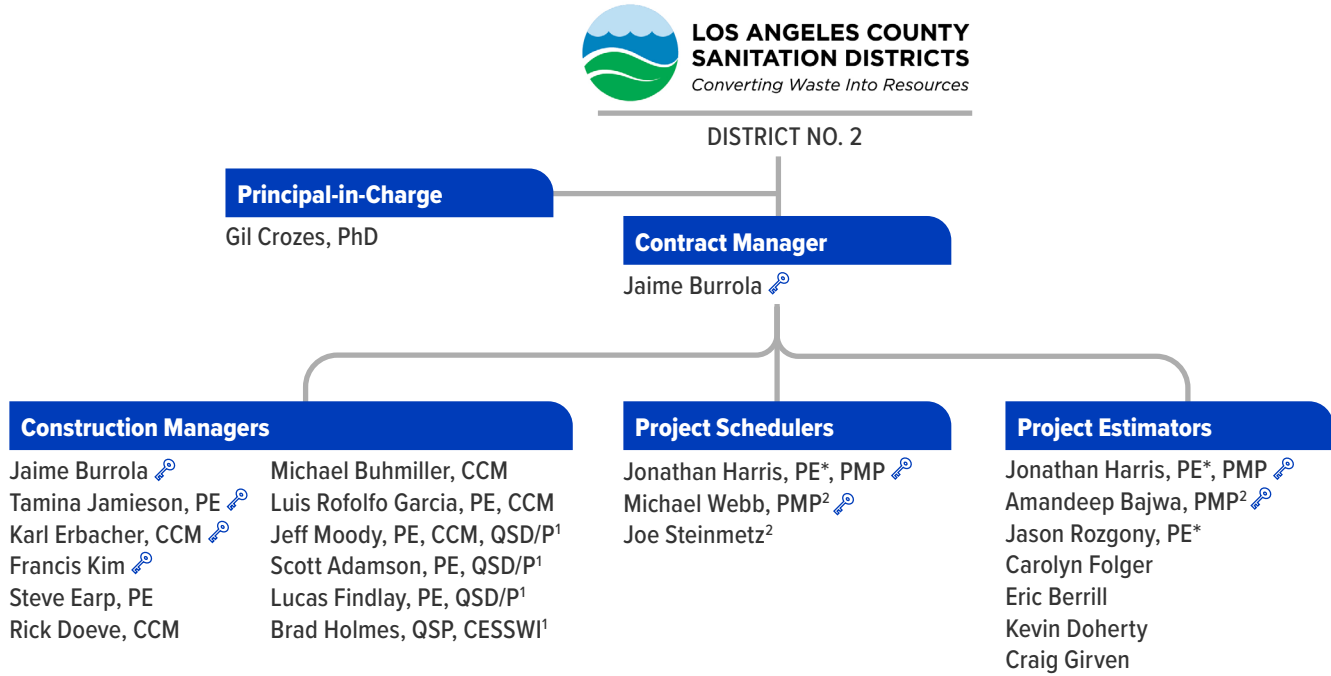 LOS ANGELES COUNTY
SANITATION DISTRICTS
Converting Waste Into Resources
DISTRICT NO. 2
Principal-in-Charge
Gil Crozes, PhD
Contract Manager
Jaime Burrola
Construction Managers
Jaime Burrola
Tamina Jamieson, PE
Karl Erbacher, CCM
Francis Kim
Steve Earp, PE
Rick Doeve, CCM
Michael Buhmiller, CCM
Luis Rofolfo Garcia, PE, CCM
Jeff Moody, PE, CCM, QSD/P¹
Scott Adamson, PE, QSD/P¹
Lucas Findlay, PE, QSD/P¹
Brad Holmes, QSP, CESSWI¹
Project Schedulers
Jonathan Harris, PE*, PMP
Michael Webb, PMP²
Joe Steinmetz²
Project Estimators
Jonathan Harris, PE*, PMP
Amandeep Bajwa, PMP²
Jason Rozgony, PE*
Carolyn Folger
Eric Berrill
Kevin Doherty
Craig Girven